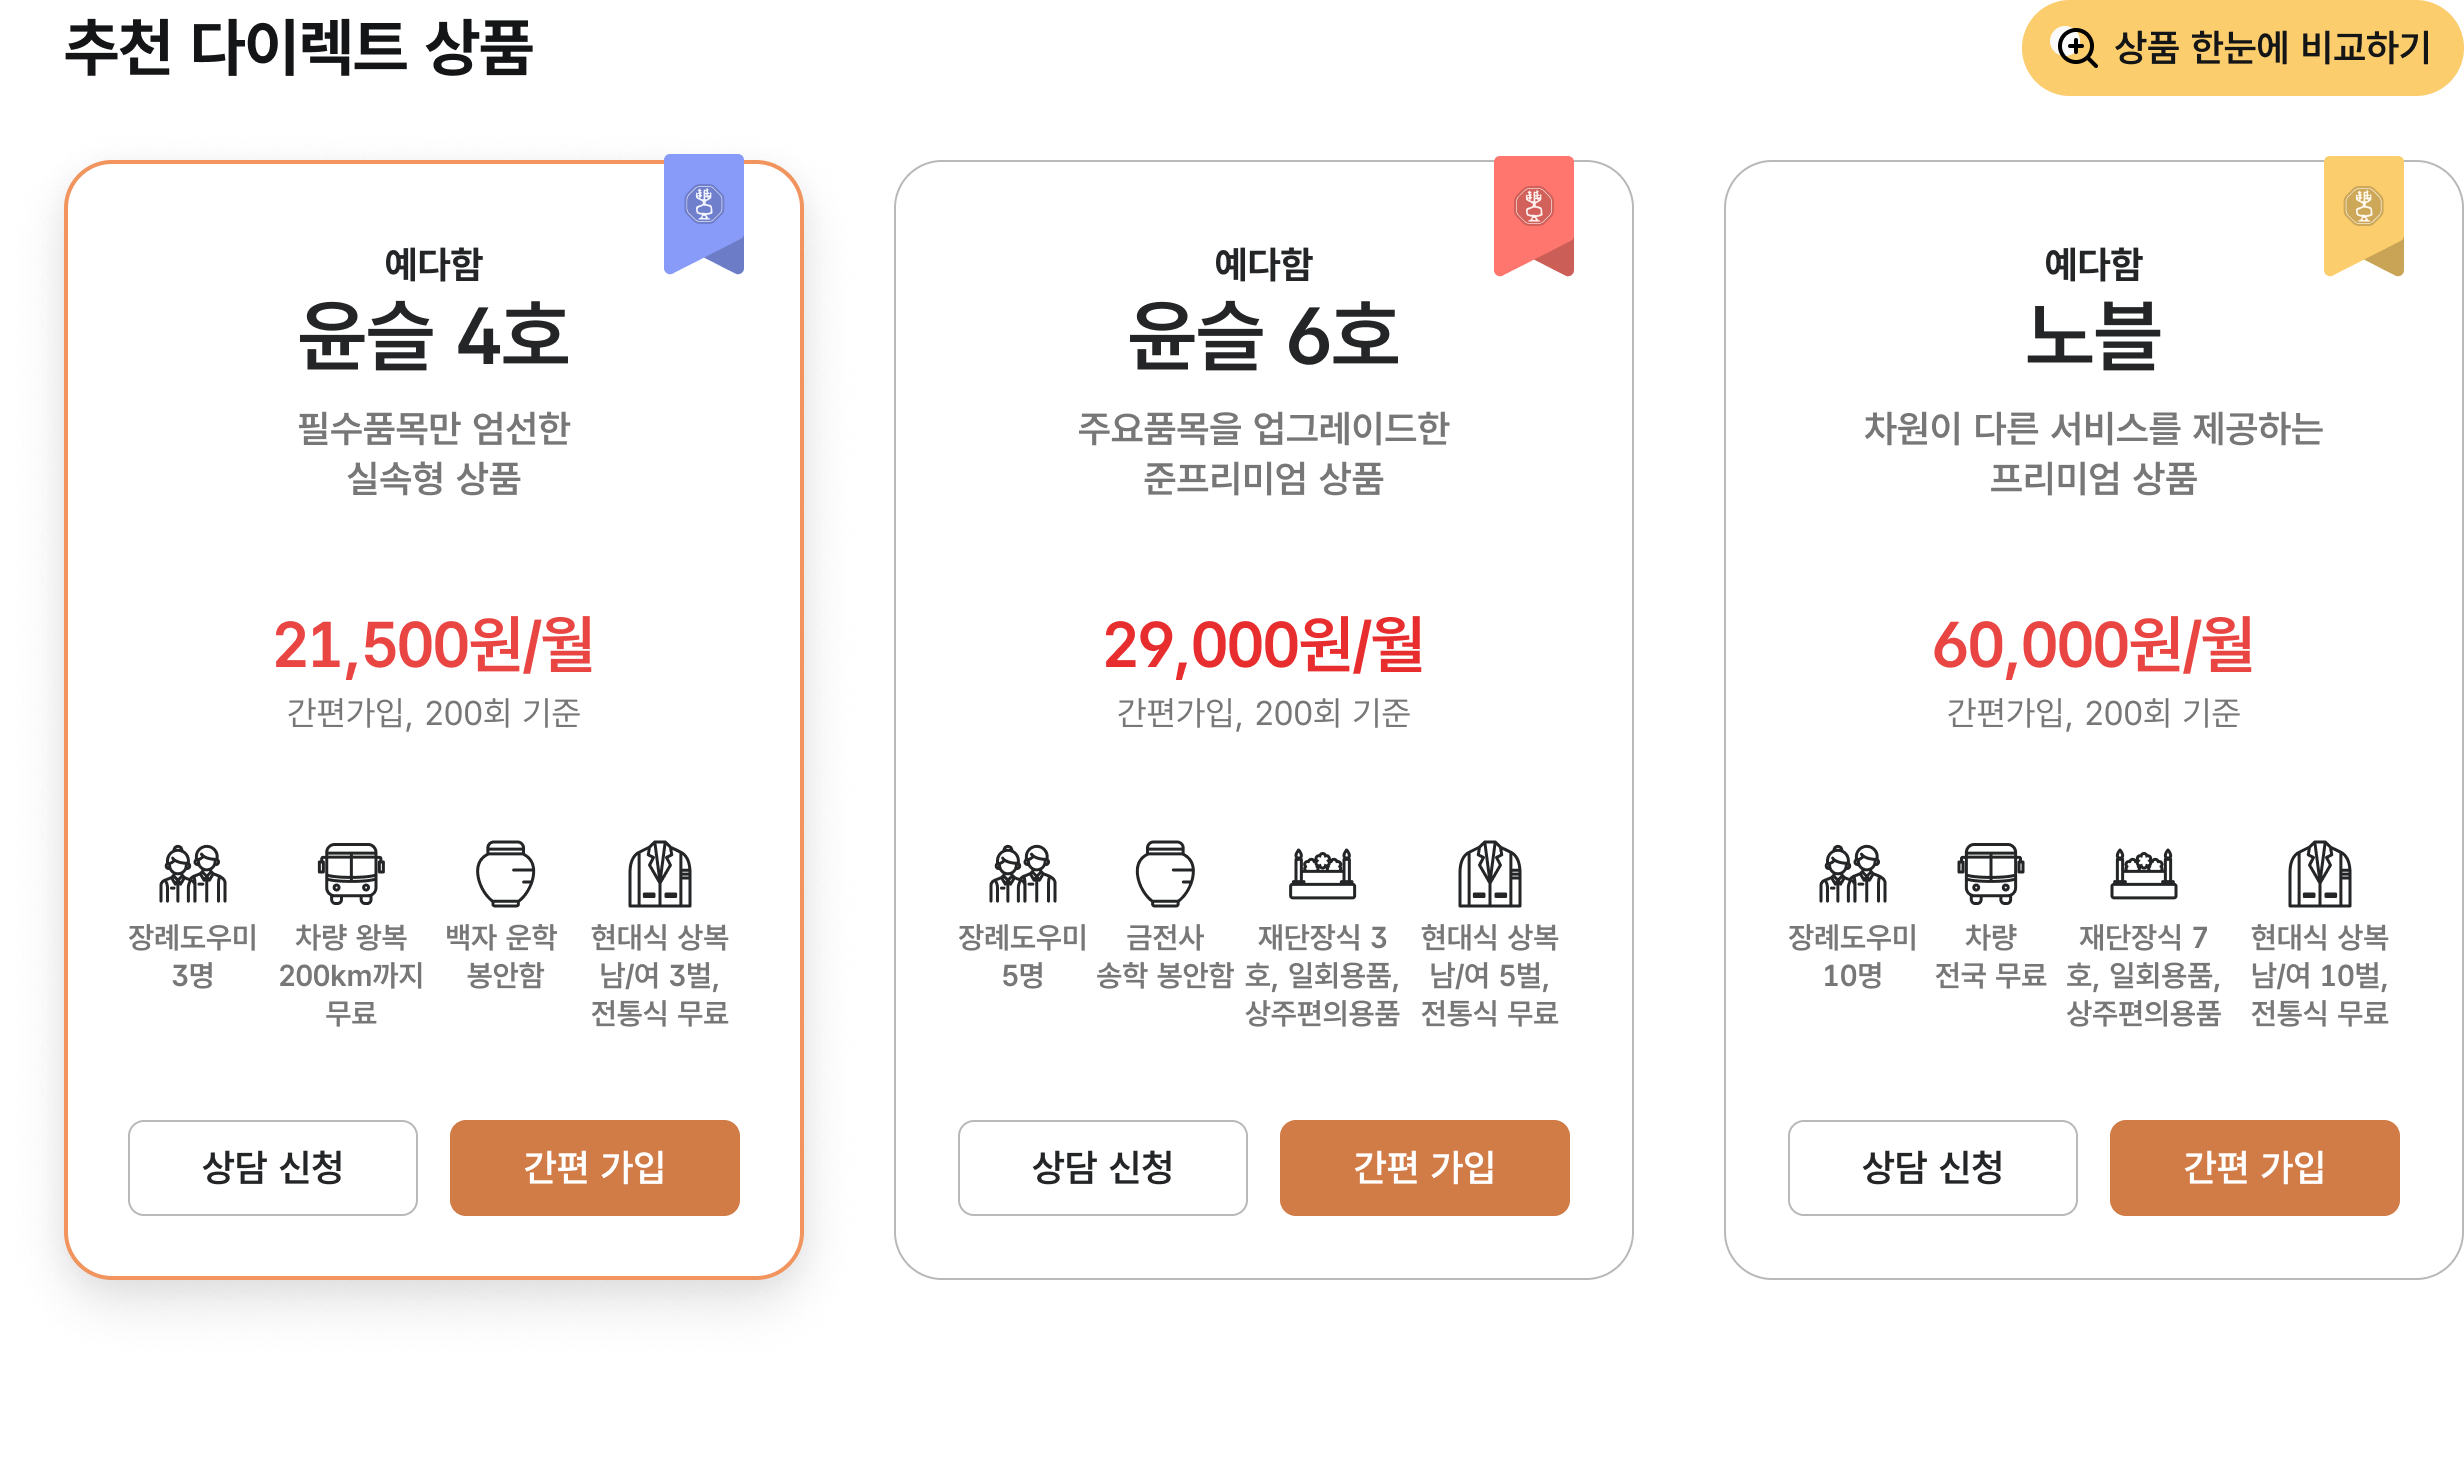 추천 다이렉트 상품
상품 한눈에 비교하기
예다함
윤슬 4호
필수품목만 엄선한
실속형 상품
21,500원/월
간편가입, 200회 기준
장례도우미
3명
차량 왕복
200km까지
무료
백자 운학
봉안함
현대식 상복
남/여 3벌,
전통식 무료
상담 신청
간편 가입
예다함
윤슬 6호
주요품목을 업그레이드한
준프리미엄 상품
29,000원/월
간편가입, 200회 기준
장례도우미
5명
금전사
송학 봉안함
재단장식 3
호, 일회용품,
상주편의용품
현대식 상복
남/여 5벌,
전통식 무료
상담 신청
간편 가입
예다함
노블
차원이 다른 서비스를 제공하는
프리미엄 상품
60,000원/월
간편가입, 200회 기준
장례도우미
10명
차량
전국 무료
재단장식 7
호, 일회용품,
상주편의용품
현대식 상복
남/여 10벌,
전통식 무료
상담 신청
간편 가입